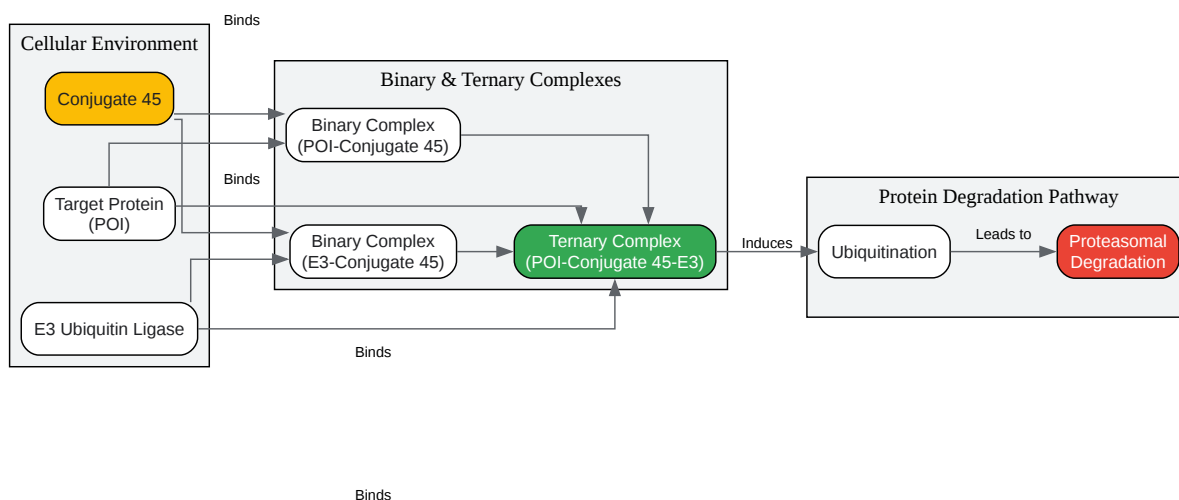 Binds
Cellular Environment
Conjugate 45
Target Protein
(POI)
E3 Ubiquitin Ligase
Binary & Ternary Complexes
Binary Complex
(POI-Conjugate 45)
Binds
Binary Complex
(E3-Conjugate 45)
Ternary Complex
(POI-Conjugate 45-E3)
Induces
Protein Degradation Pathway
Ubiquitination
Leads to
Proteasomal
Degradation
Binds
Binds